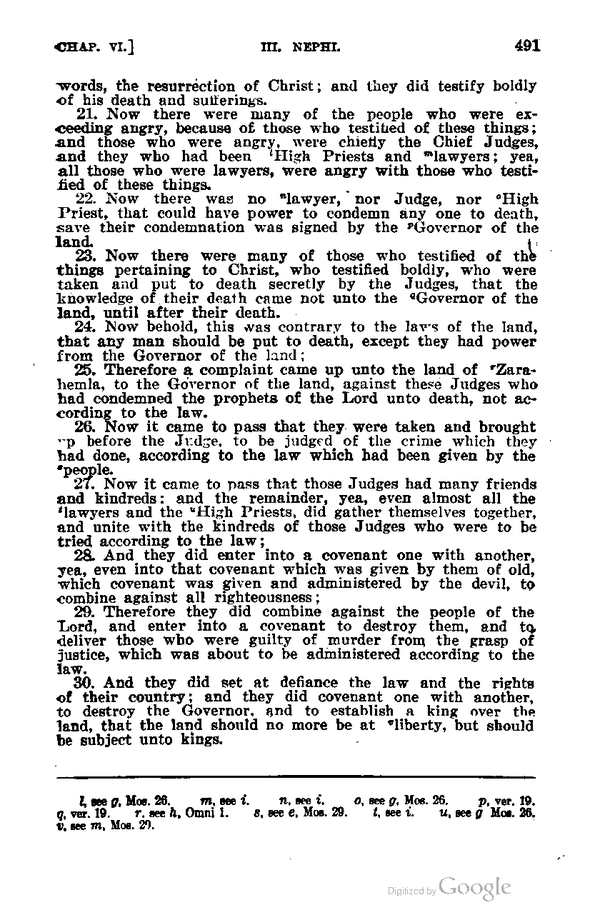 CHAP. VI.] III. NEPHI. 491
words, the resurrection of Christ; and they did testify boldly
of his death and sufferings.
21. Now there were many of the people who were ex-
ceeding angry, because of those who testified of these things;
and those who were angry, were chiefly the Chief Judges,
and they who had been ˡHigh Priests and ᵐlawyers; yea,
all those who were lawyers, were angry with those who testi-
fied of these things.
22. Now there was no ⁿlawyer, nor Judge, nor ᵒHigh
Priest, that could have power to condemn any one to death,
save their condemnation was signed by the ᵖGovernor of the
land.
23. Now there were many of those who testified of the
things pertaining to Christ, who testified boldly, who were
taken and put to death secretly by the Judges, that the
knowledge of their death came not unto the qGovernor of the
land, until after their death.
24. Now behold, this was contrary to the laws of the land,
that any man should be put to death, except they had power
from the Governor of the land;
25. Therefore a complaint came up unto the land of ʳZara-
hemla, to the Governor of the land, against these Judges who
had condemned the prophets of the Lord unto death, not ac-
cording to the law.
26. Now it came to pass that they were taken and brought
up before the Judge, to be judged of the crime which they
had done, according to the law which had been given by the
ˢpeople.
27. Now it came to pass that those Judges had many friends
and kindreds: and the remainder, yea, even almost all the
ᵗlawyers and the ᵘHigh Priests, did gather themselves together,
and unite with the kindreds of those Judges who were to be
tried according to the law;
28. And they did enter into a covenant one with another,
yea, even into that covenant which was given by them of old,
which covenant was given and administered by the devil, to
combine against all righteousness;
29. Therefore they did combine against the people of the
Lord, and enter into a covenant to destroy them, and to
deliver those who were guilty of murder from the grasp of
justice, which was about to be administered according to the
law.
30. And they did set at defiance the law and the rights
of their country; and they did covenant one with another,
to destroy the Governor, and to establish a king over the
land, that the land should no more be at ᵛliberty, but should
be subject unto kings.
l, see g, Mos. 26. m, see i. n, see i. o, see g, Mos. 26. p, ver. 19.
q, ver. 19. r, see h, Omni 1. s, see e, Mos. 29. t, see i. u, see g Mos. 26.
v, see m, Mos. 29.
Digitized by Google